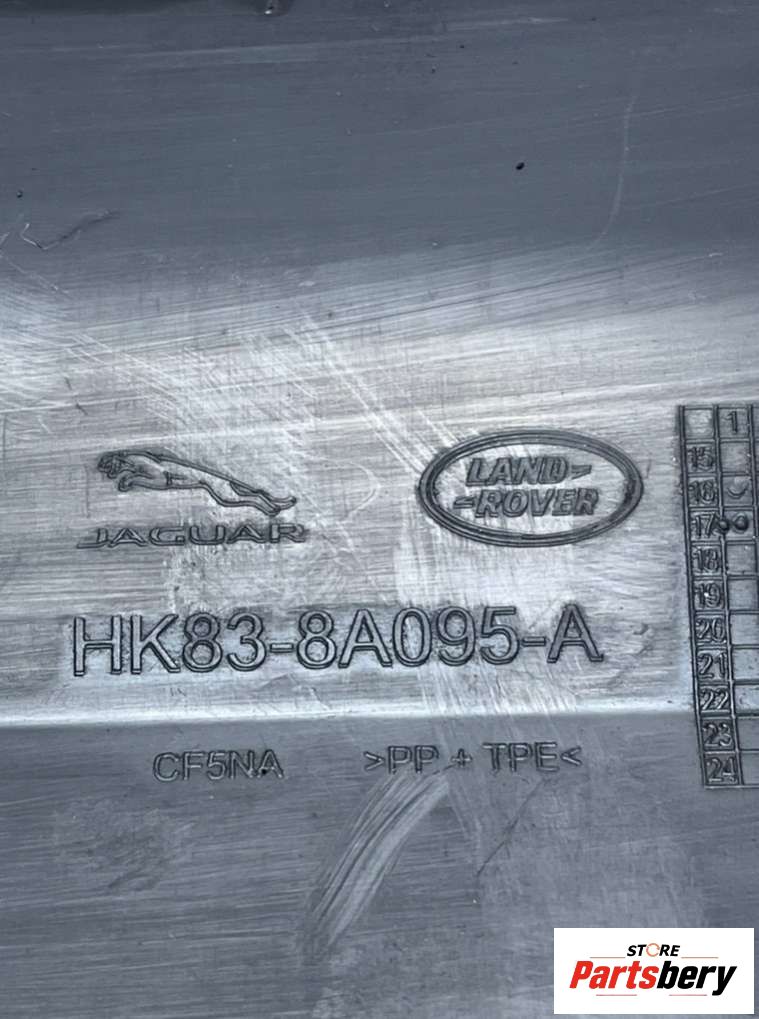 JAGUAR
LAND-
-ROVER
HK83-8A095-A
CF5NA
>PP + TPE<
1
15
16
17
18
19
20
21
22
23
24
STORE
Partsbery